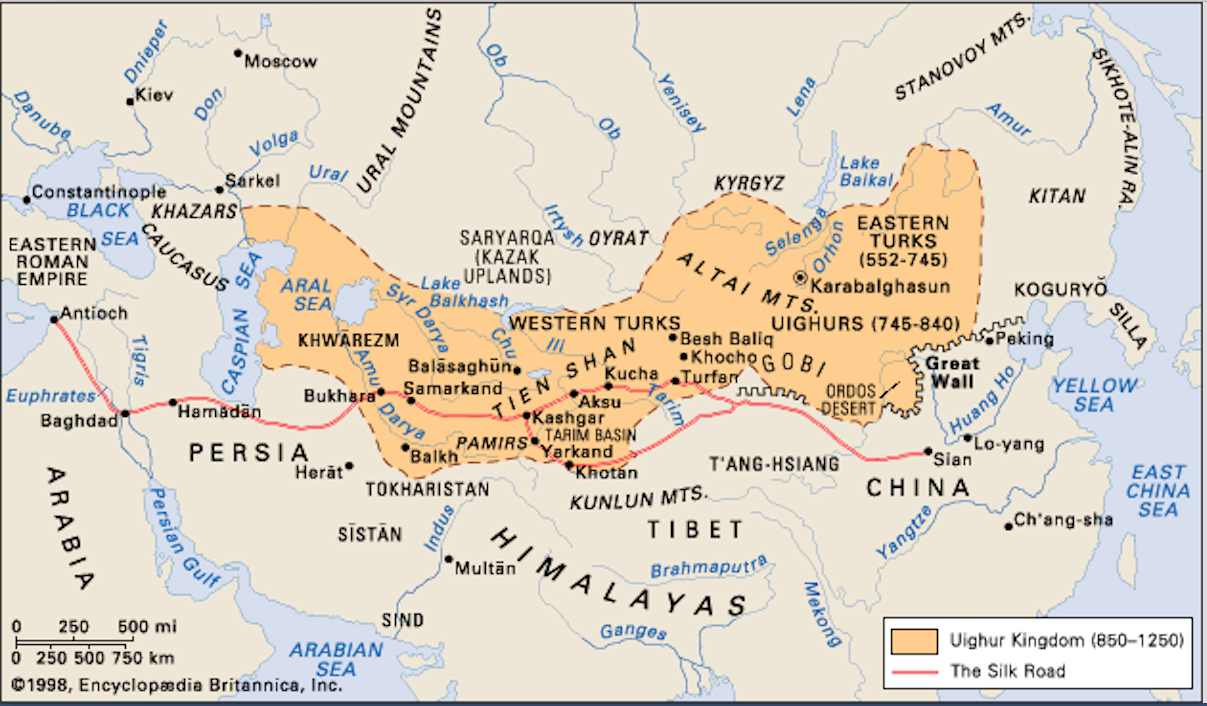 Dnieper
Moscow
Kiev
Don
Danube
Volga
URAL MOUNTAINS
Ural
Sarkel
Constantinople
BLACK
SEA
KHAZARS
CAUCASUS
EASTERN
ROMAN
EMPIRE
CASPIAN SEA
Antioch
Tigris
Euphrates
Baghdad
Hamadān
PERSIA
ARABIA
Persian Gulf
Ob
Ob
Yenisey
Lena
STANOVOY MTS.
SIKHOTE-ALIN RA.
Amur
Lake
Baikal
KYRGYZ
KITAN
Irtysh
OYRAT
SARYARQA
(KAZAK
UPLANDS)
Selenga
Orhon
EASTERN
TURKS
(552-745)
ALTAI MTS.
Karabalghasun
UIGHURS (745-840)
ARAL
SEA
Lake
Balkhash
Syr Darya
Chu
WESTERN TURKS
Ili
KHWĀREZM
Amu Darya
Balāsaghūn
TIEN SHAN
Besh Baliq
Khocho
GOBI
Kucha
Turfan
Bukhara
Samarkand
Aksu
Tarim
Kashgar
PAMIRS
TARIM BASIN
Yarkand
Khotān
Balkh
Herāt
TOKHARISTAN
ORDOS
DESERT
Great
Wall
Peking
KOGURYŎ
SILLA
YELLOW
SEA
Huang Ho
Lo-yang
Sian
T'ANG-HSIANG
CHINA
EAST
CHINA
SEA
Ch'ang-sha
Yangtze
KUNLUN MTS.
TIBET
SĪSTĀN
Indus
Multān
HIMALAYAS
Brahmaputra
Ganges
Mekong
SIND
ARABIAN
SEA
0 250 500 mi
0 250 500 750 km
©1998, Encyclopædia Britannica, Inc.
Uighur Kingdom (850–1250)
The Silk Road